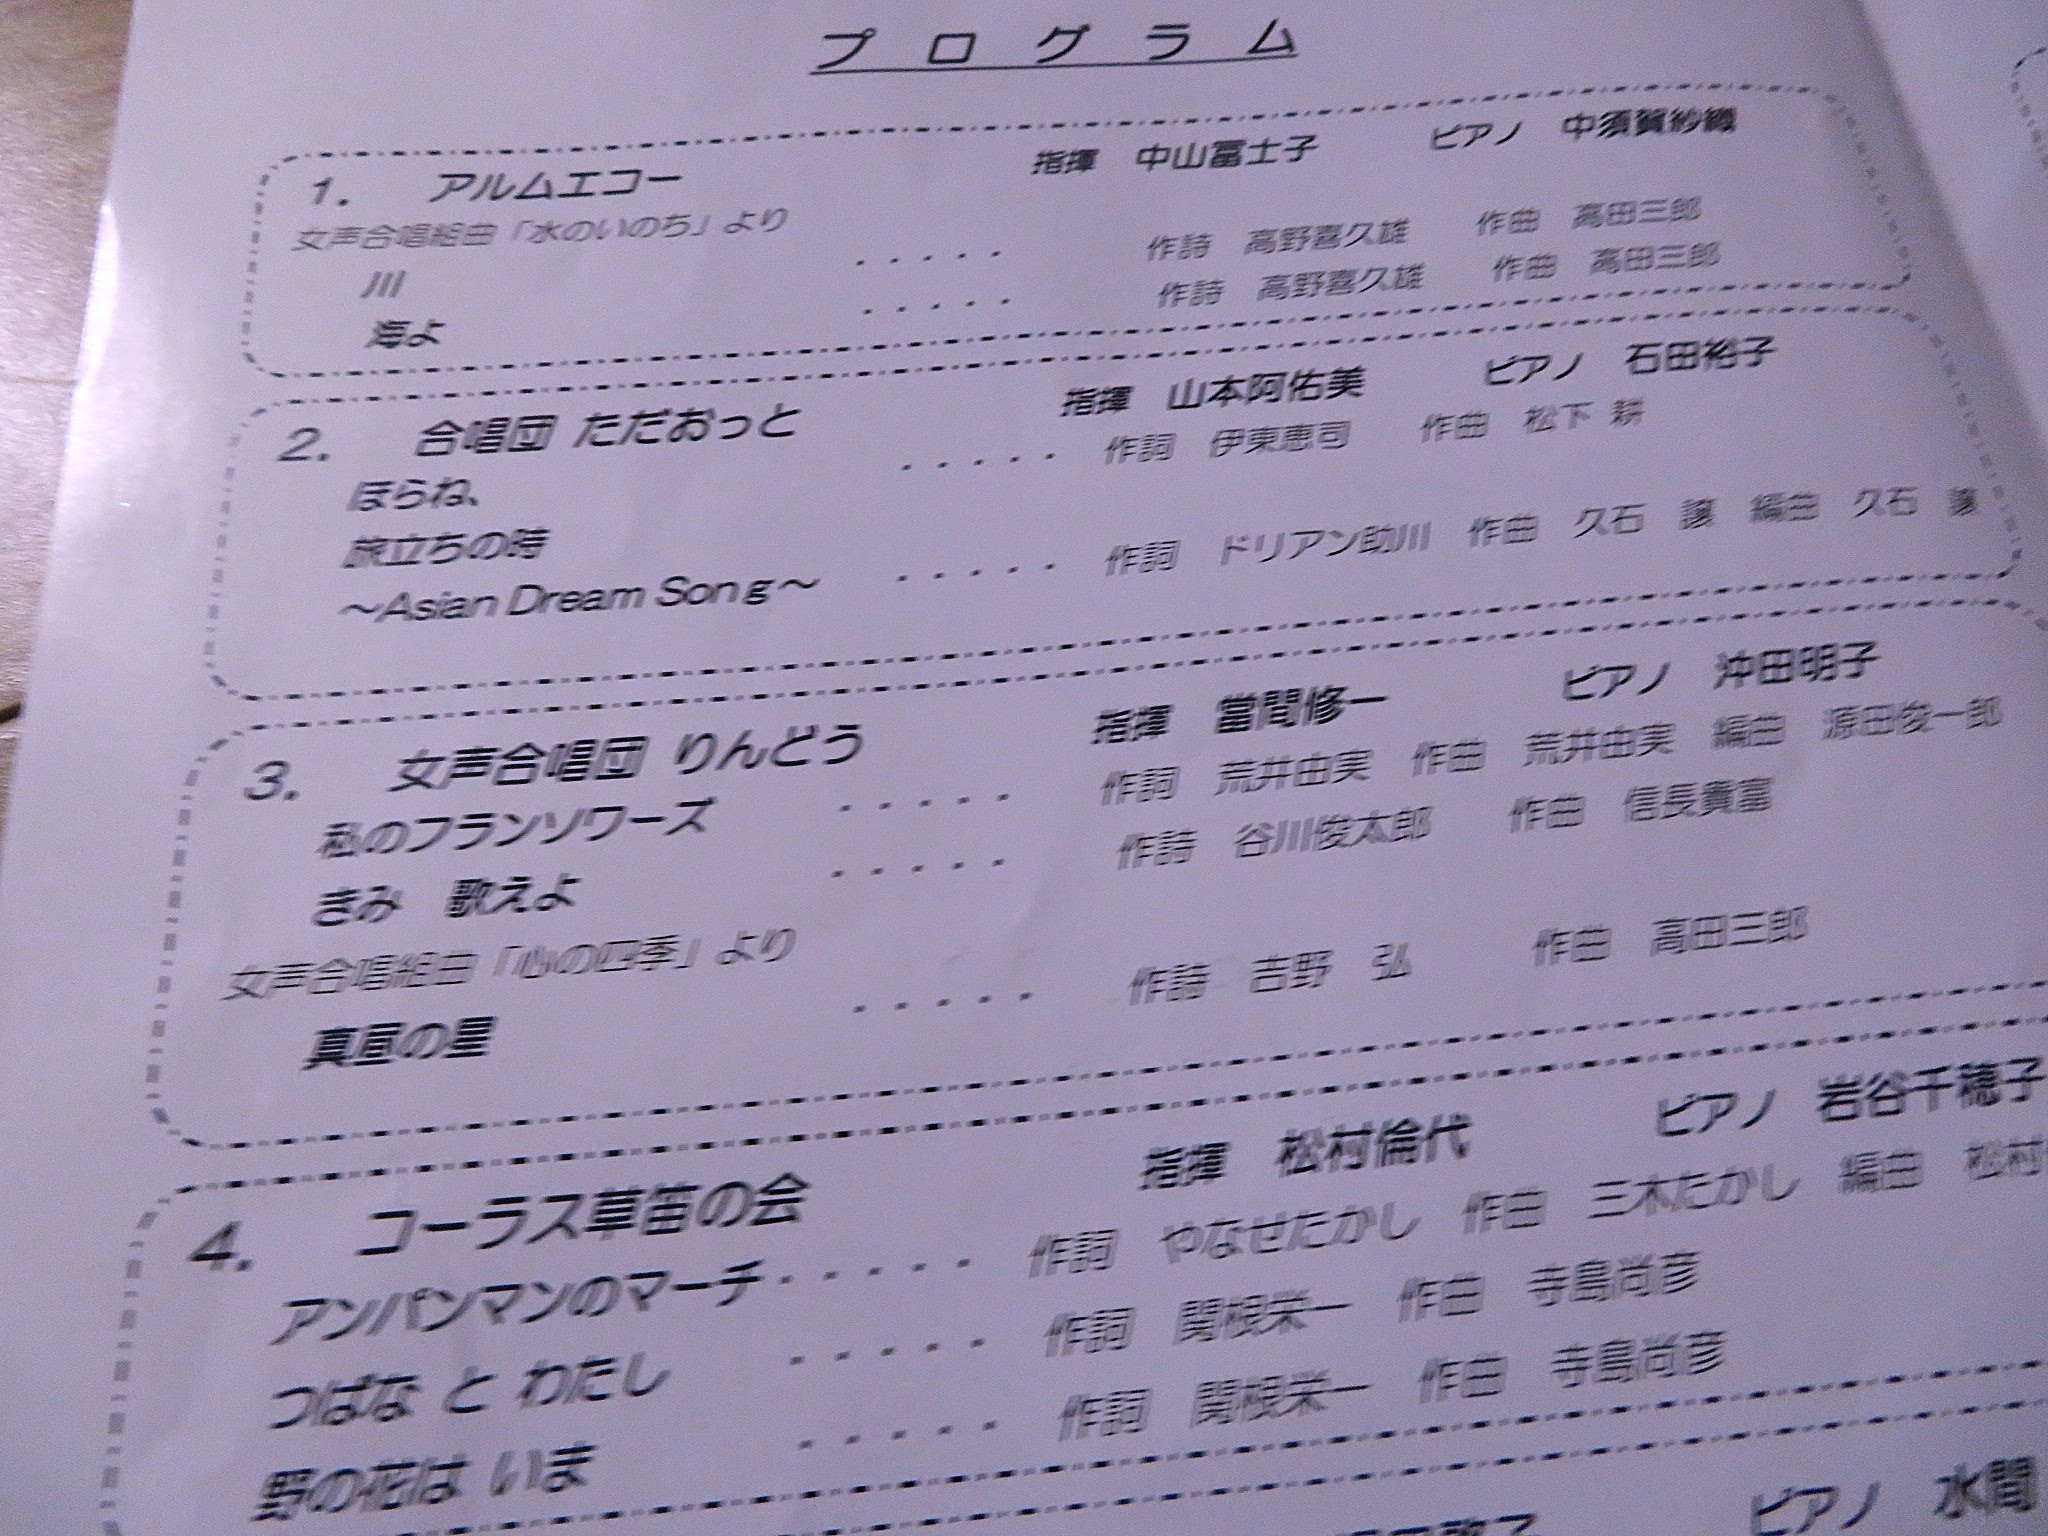 プログラム
1. アルムエコー 指揮 中山冨士子 ピアノ 中須賀紗織
女声合唱組曲「水のいのち」より
川 ・・・・・ 作詩 高野喜久雄 作曲 高田三郎
海よ ・・・・・ 作詩 高野喜久雄 作曲 高田三郎
2. 合唱団 ただおっと 指揮 山本阿佑美 ピアノ 石田裕子
ほらね、 ・・・・・ 作詞 伊東恵司 作曲 松下 耕
旅立ちの時
〜Asian Dream Song〜 ・・・・・ 作詞 ドリアン助川 作曲 久石 譲 編曲 久石 譲
3. 女声合唱団 りんどう 指揮 當間修一 ピアノ 沖田明子
私のフランソワーズ ・・・・・ 作詞 荒井由実 作曲 荒井由実 編曲 源田俊一郎
きみ 歌えよ ・・・・・ 作詩 谷川俊太郎 作曲 信長貴富
女声合唱組曲「心の四季」より
真昼の星 ・・・・・ 作詩 吉野 弘 作曲 高田三郎
4. コーラス草笛の会 指揮 松村倫代 ピアノ 岩谷千穂子
アンパンマンのマーチ・・・・・ 作詞 やなせたかし 作曲 三木たかし 編曲 松村
つばな と わたし ・・・・・ 作詞 関根栄一 作曲 寺島尚彦
野の花は いま ・・・・・ 作詞 関根栄一 作曲 寺島尚彦
ピアノ 水間